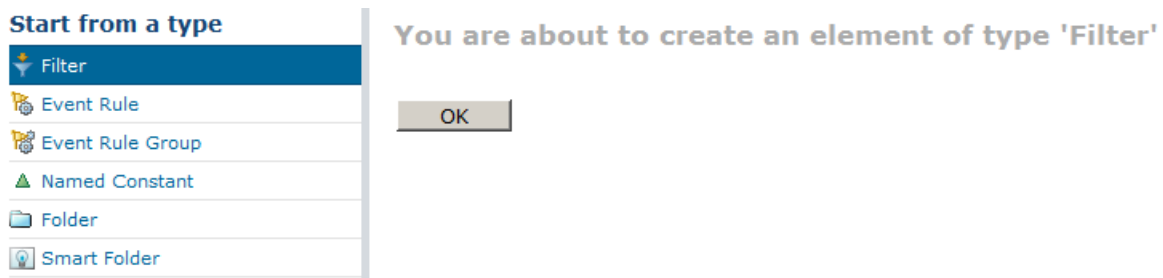 Start from a type
Filter
Event Rule
Event Rule Group
Named Constant
Folder
Smart Folder
You are about to create an element of type 'Filter'
OK